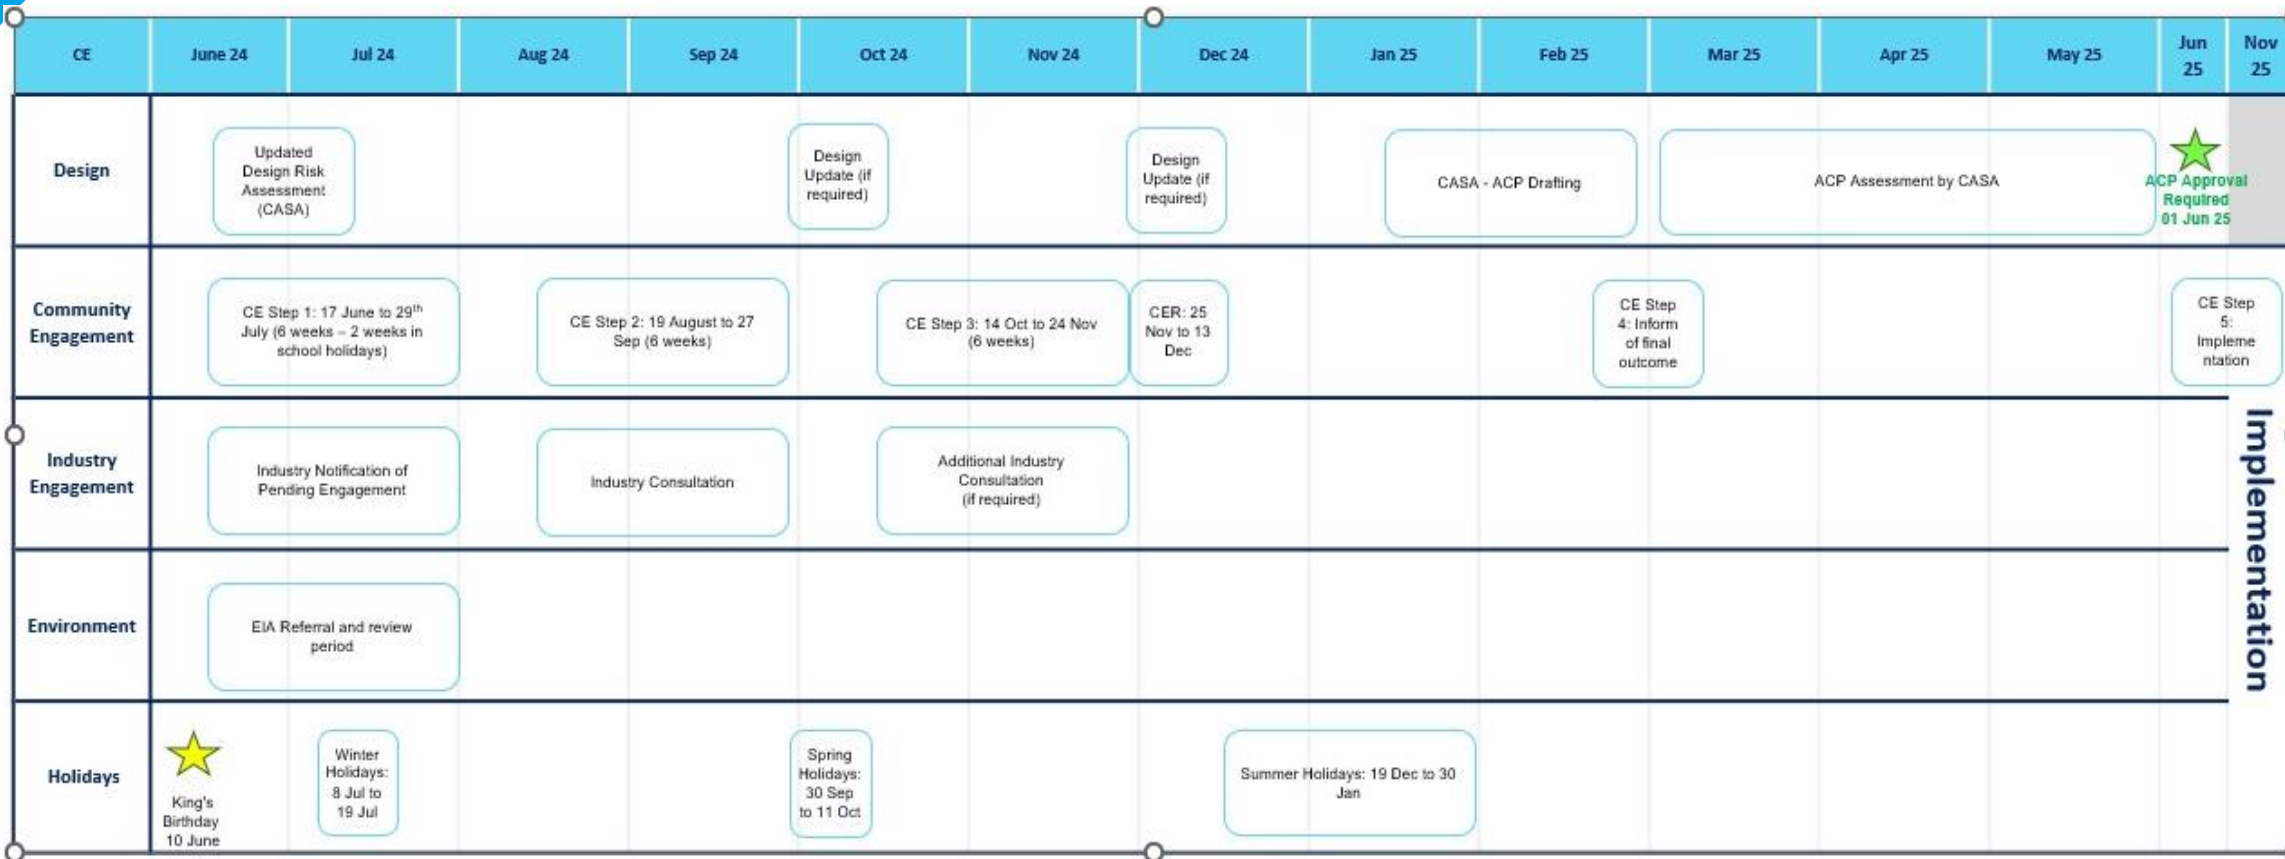 CE
June 24
Jul 24
Aug 24
Sep 24
Oct 24
Nov 24
Dec 24
Jan 25
Feb 25
Mar 25
Apr 25
May 25
Jun
25
Nov
25
Design
Updated
Design Risk
Assessment
(CASA)
Design
Update (if
required)
Design
Update (if
required)
CASA - ACP Drafting
ACP Assessment by CASA
ACP Approval
Required
01 Jun 25
Community
Engagement
CE Step 1: 17 June to 29th
July (6 weeks – 2 weeks in
school holidays)
CE Step 2: 19 August to 27
Sep (6 weeks)
CE Step 3: 14 Oct to 24 Nov
(6 weeks)
CER: 25
Nov to 13
Dec
CE Step
4: Inform
of final
outcome
CE Step
5:
Impleme
ntation
Industry
Engagement
Industry Notification of
Pending Engagement
Industry Consultation
Additional Industry
Consultation
(if required)
Implementation
Environment
EIA Referral and review
period
Holidays
King's
Birthday
10 June
Winter
Holidays:
8 Jul to
19 Jul
Spring
Holidays:
30 Sep
to 11 Oct
Summer Holidays: 19 Dec to 30
Jan